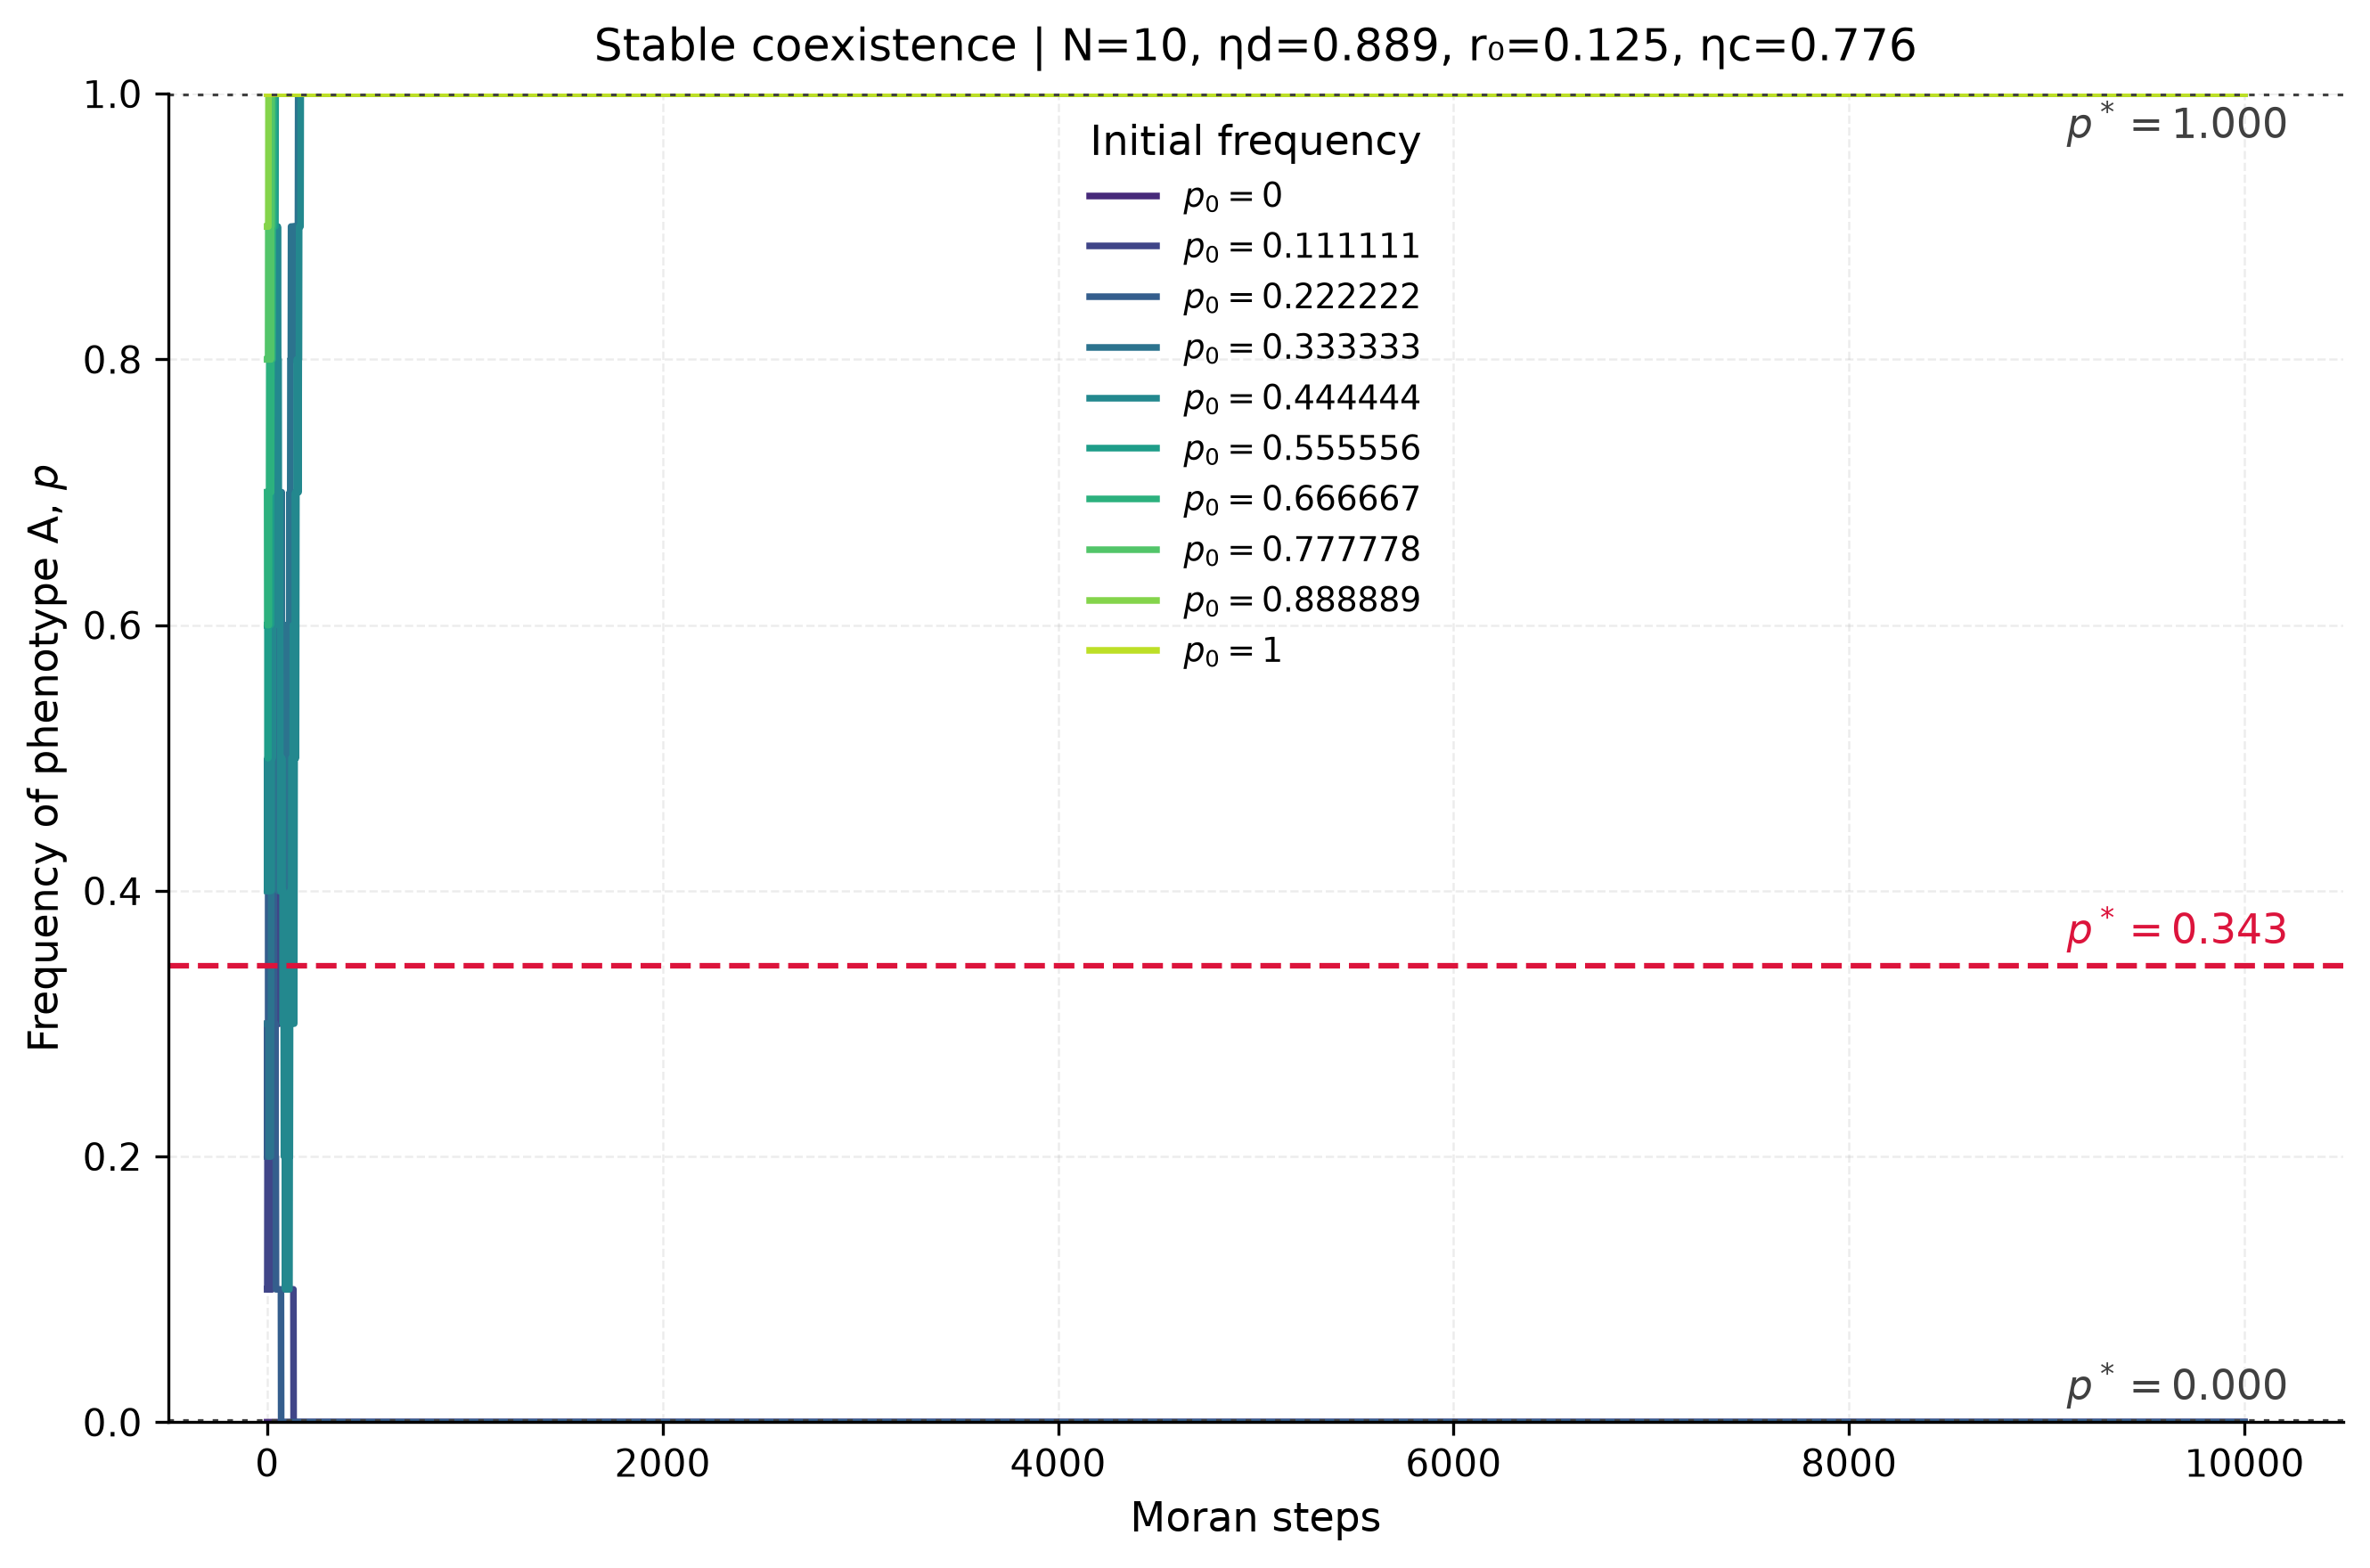 Stable coexistence | N=10, ηd=0.889, r₀=0.125, ηc=0.776
1.0
0.8
0.6
0.4
0.2
0.0
Frequency of phenotype A, p
p* = 1.000
Initial frequency
p₀ = 0
p₀ = 0.111111
p₀ = 0.222222
p₀ = 0.333333
p₀ = 0.444444
p₀ = 0.555556
p₀ = 0.666667
p₀ = 0.777778
p₀ = 0.888889
p₀ = 1
p* = 0.343
p* = 0.000
0 2000 4000 6000 8000 10000
Moran steps